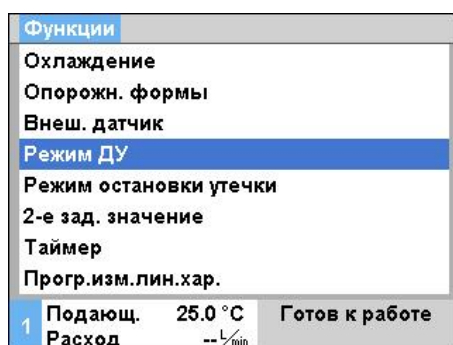 Функции
Охлаждение
Опорожн. формы
Внеш. датчик
Режим ДУ
Режим остановки утечки
2-е зад. значение
Таймер
Прогр.изм.лин.хар.
1 Подающ. 25.0 °C Готов к работе
Расход -- L/min